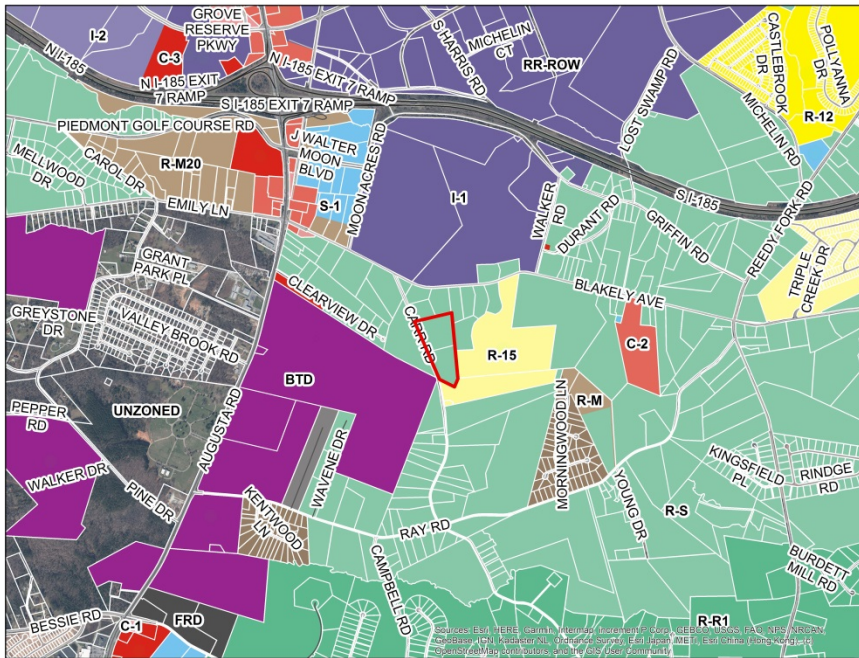 GROVE
RESERVE
PKWY
I-2
C-3
N I-185
N I-185 EXIT
7 RAMP
N I-185 EXIT
7 RAMP
S HARRIS RD
MICHELIN
CT
RR-ROW
LOST SWAMP RD
CASTLEBROOK
DR
POLLYANNA
DR
R-12
MICHELIN RD
S I-185 EXIT 7 RAMP
PIEDMONT GOLF COURSE RD
J WALTER
MOON
BLVD
MOON ACRES RD
MELLWOOD
DR
CAROL DR
R-M20
EMILY LN
S-1
I-1
WALKER
RD
DURANT RD
GRIFFIN RD
S I-185
REEDY FORK RD
GRANT
PARK PL
CLEARVIEW DR
BLAKELY AVE
TRIPLE
CREEK DR
GREYSTONE
DR
VALLEY BROOK RD
CARR RD
R-15
C-2
BTD
R-M
PEPPER
RD
UNZONED
AUGUSTA RD
WALKER DR
PINE DR
WAVENE DR
MORNINGWOOD LN
KINGSFIELD
PL
RINDGE
RD
KENTWOOD
LN
RAY RD
YOUNG DR
R-S
CAMPBELL RD
BURDETT
MILL RD
BESSIE RD
C-1
FRD
R-R1
Sources: Esri, HERE, Garmin, Intermap, increment P Corp., GEBCO, USGS, FAO, NPS, NRCAN,
GeoBase, IGN, Kadaster NL, Ordnance Survey, Esri Japan, METI, Esri China (Hong Kong), (c)
OpenStreetMap contributors, and the GIS User Community